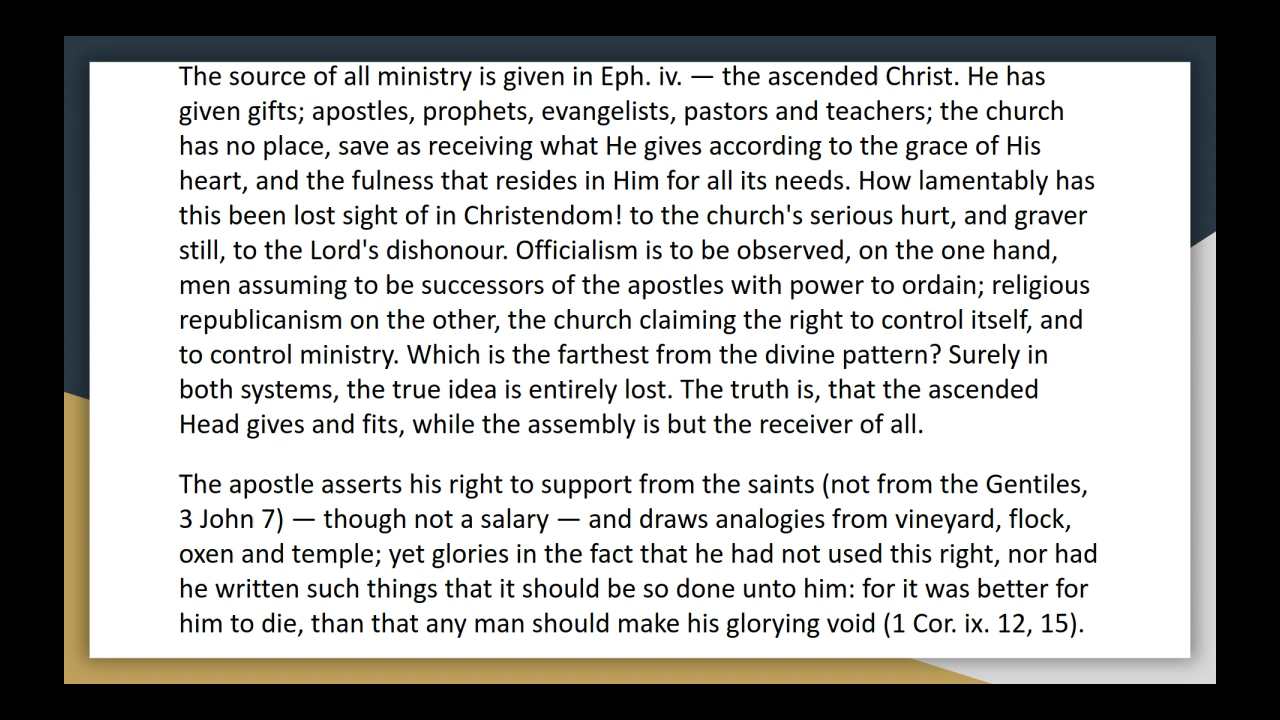 The source of all ministry is given in Eph. iv. — the ascended Christ. He has
given gifts; apostles, prophets, evangelists, pastors and teachers; the church
has no place, save as receiving what He gives according to the grace of His
heart, and the fulness that resides in Him for all its needs. How lamentably has
this been lost sight of in Christendom! to the church's serious hurt, and graver
still, to the Lord's dishonour. Officialism is to be observed, on the one hand,
men assuming to be successors of the apostles with power to ordain; religious
republicanism on the other, the church claiming the right to control itself, and
to control ministry. Which is the farthest from the divine pattern? Surely in
both systems, the true idea is entirely lost. The truth is, that the ascended
Head gives and fits, while the assembly is but the receiver of all.
The apostle asserts his right to support from the saints (not from the Gentiles,
3 John 7) — though not a salary — and draws analogies from vineyard, flock,
oxen and temple; yet glories in the fact that he had not used this right, nor had
he written such things that it should be so done unto him: for it was better for
him to die, than that any man should make his glorying void (1 Cor. ix. 12, 15).